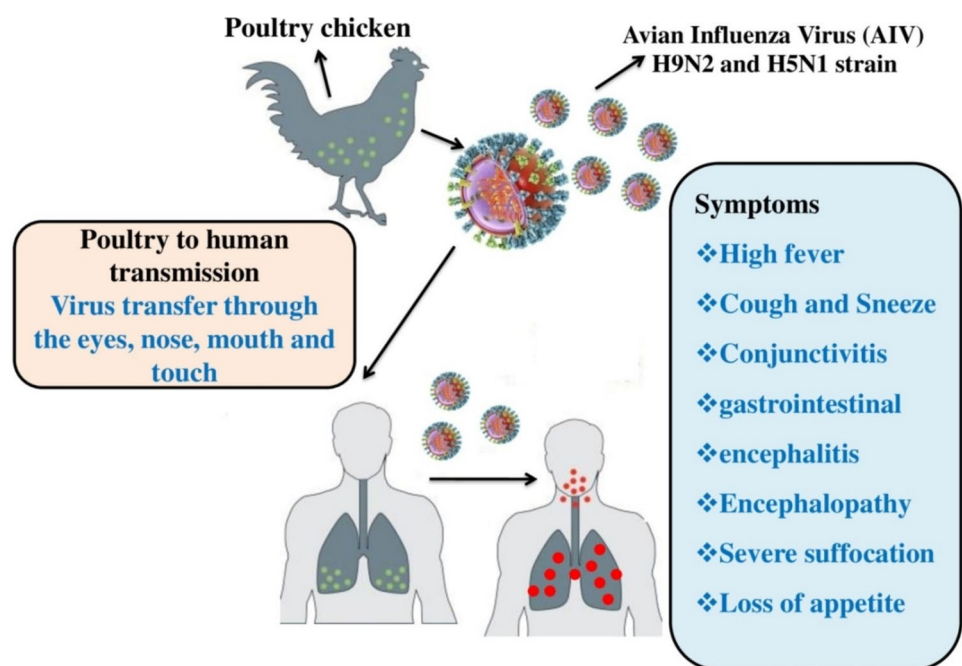 Poultry chicken
Avian Influenza Virus (AIV)
H9N2 and H5N1 strain
Poultry to human
transmission
Virus transfer through
the eyes, nose, mouth and
touch
Symptoms
❖High fever
❖Cough and Sneeze
❖Conjunctivitis
❖gastrointestinal
❖encephalitis
❖Encephalopathy
❖Severe suffocation
❖Loss of appetite